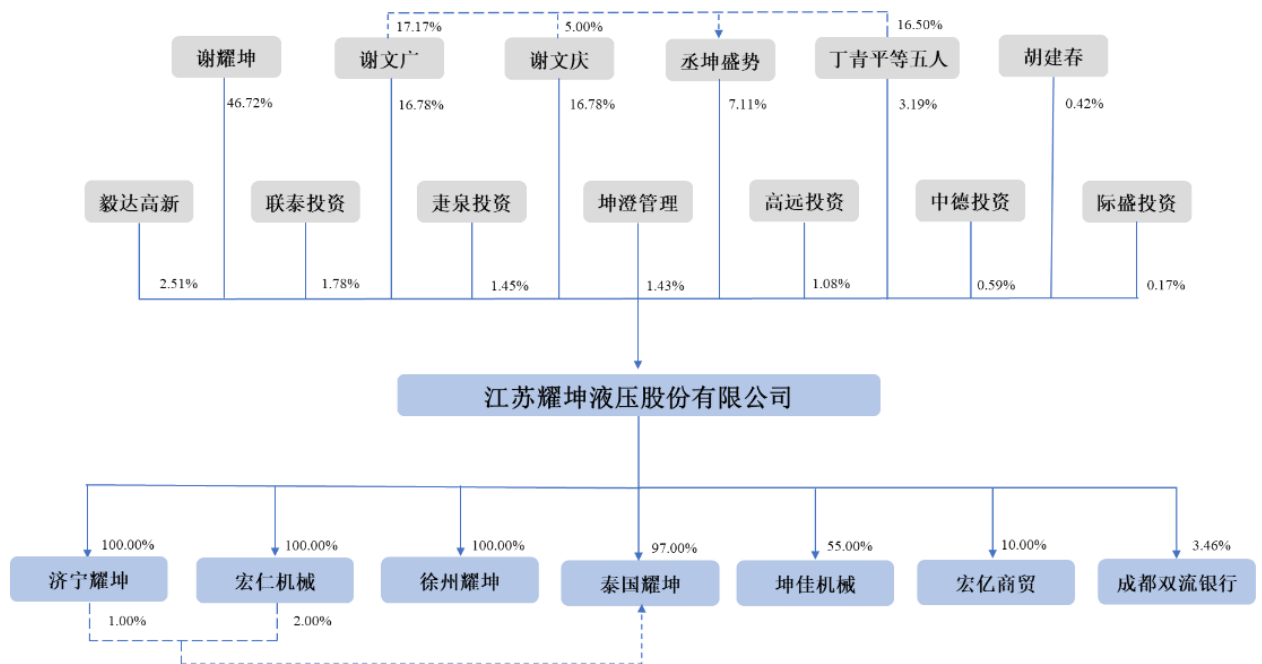 17.17%
5.00%
16.50%
谢耀坤
谢文广
谢文庆
丞坤盛势
丁青平等五人
胡建春
46.72%
16.78%
16.78%
7.11%
3.19%
0.42%
毅达高新
联泰投资
疌泉投资
坤澄管理
高远投资
中德投资
际盛投资
2.51%
1.78%
1.45%
1.43%
1.08%
0.59%
0.17%
江苏耀坤液压股份有限公司
100.00%
100.00%
100.00%
97.00%
55.00%
10.00%
3.46%
济宁耀坤
宏仁机械
徐州耀坤
泰国耀坤
坤佳机械
宏亿商贸
成都双流银行
1.00%
2.00%